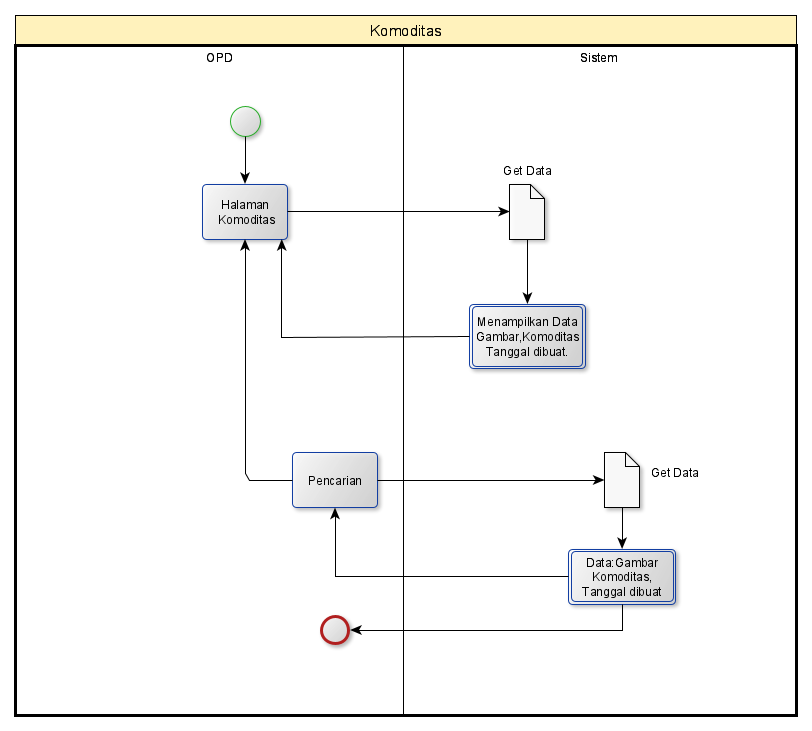 Komoditas
OPD
Sistem
Get Data
Halaman
Komoditas
Menampilkan Data
Gambar,Komoditas
Tanggal dibuat.
Pencarian
Get Data
Data:Gambar
Komoditas,
Tanggal dibuat